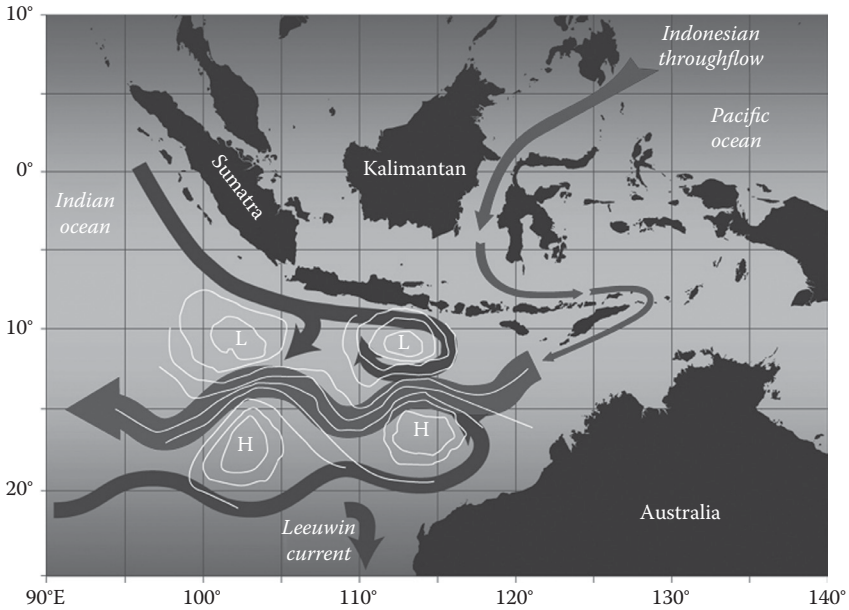 10°
Indonesian
throughflow
Pacific
ocean
0°
Sumatra
Kalimantan
Indian
ocean
10°
L
L
H
H
20°
Leeuwin
current
Australia
90°E
100°
110°
120°
130°
140°